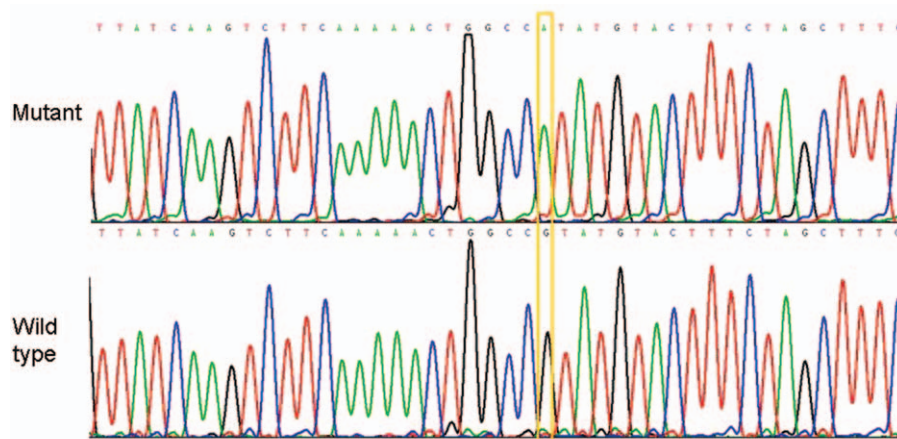 T T A T C A A G T C T T C A A A A A C T G G C C A T A T G T A C T T T C T A G C T T T C
Mutant
T T A T C A A G T C T T C A A A A A C T G G C C G T A T G T A C T T T C T A G C T T T C
Wild
type